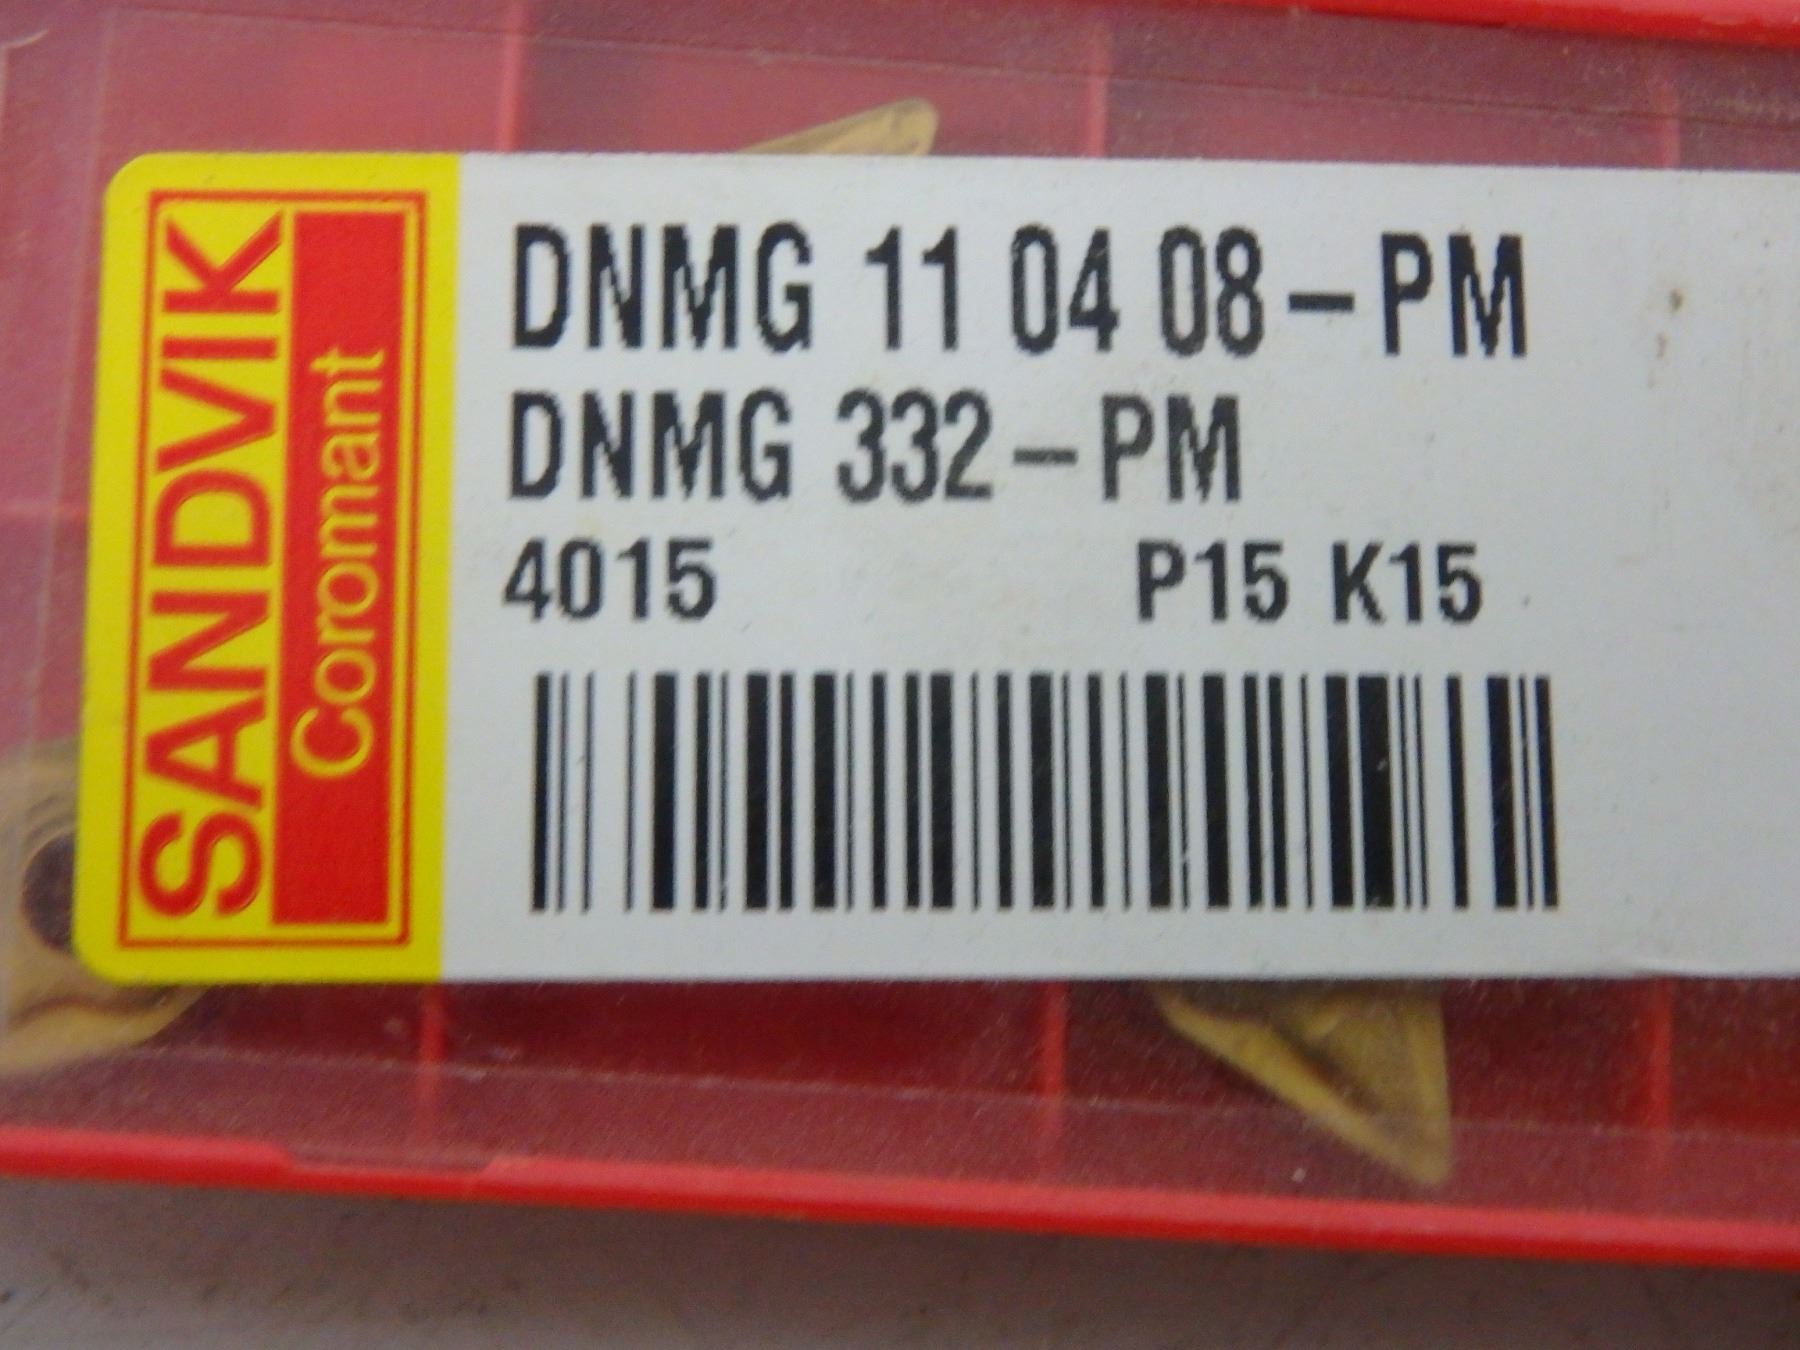 SANDVIK
Coromant
DNMG 11 04 08-PM
DNMG 332-PM
4015 P15 K15